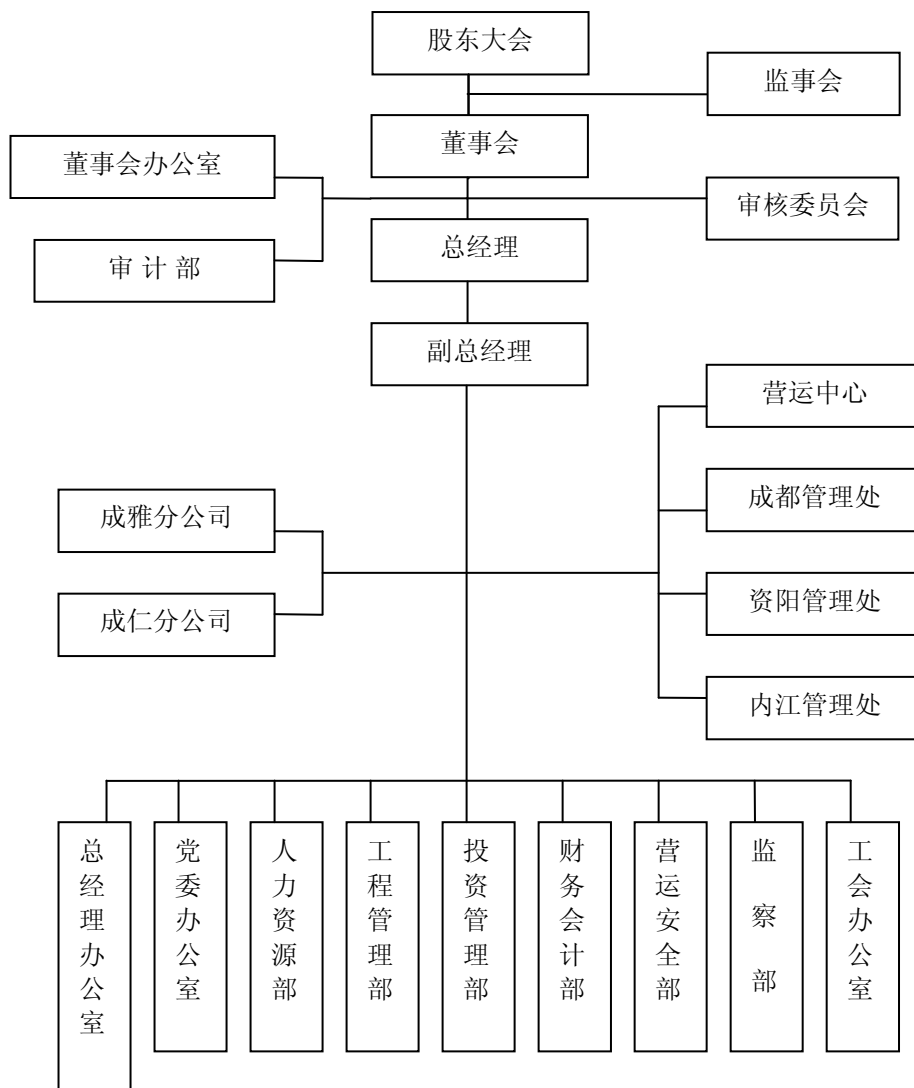 股东大会
监事会
董事会
董事会办公室
审核委员会
审 计 部
总经理
副总经理
营运中心
成雅分公司
成都管理处
成仁分公司
资阳管理处
内江管理处
总经理办公室
党委办公室
人力资源部
工程管理部
投资管理部
财务会计部
营运安全部
监察部
工会办公室